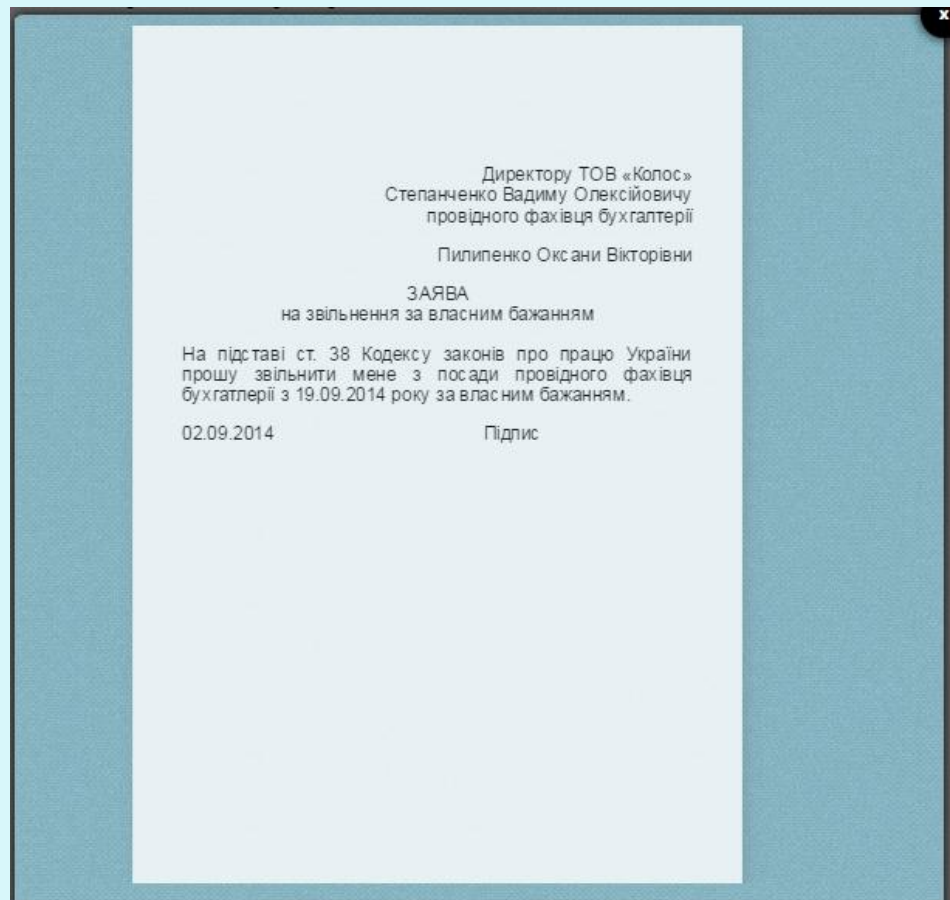 x
Директору ТОВ «Колос»
Степанченко Вадиму Олексійовичу
провідного фахівця бухгалтерії
Пилипенко Оксани Вікторівни
ЗАЯВА
на звільнення за власним бажанням
На підставі ст. 38 Кодексу законів про працю України
прошу звільнити мене з посади провідного фахівця
бухгатлерії з 19.09.2014 року за власним бажанням.
02.09.2014 Підпис